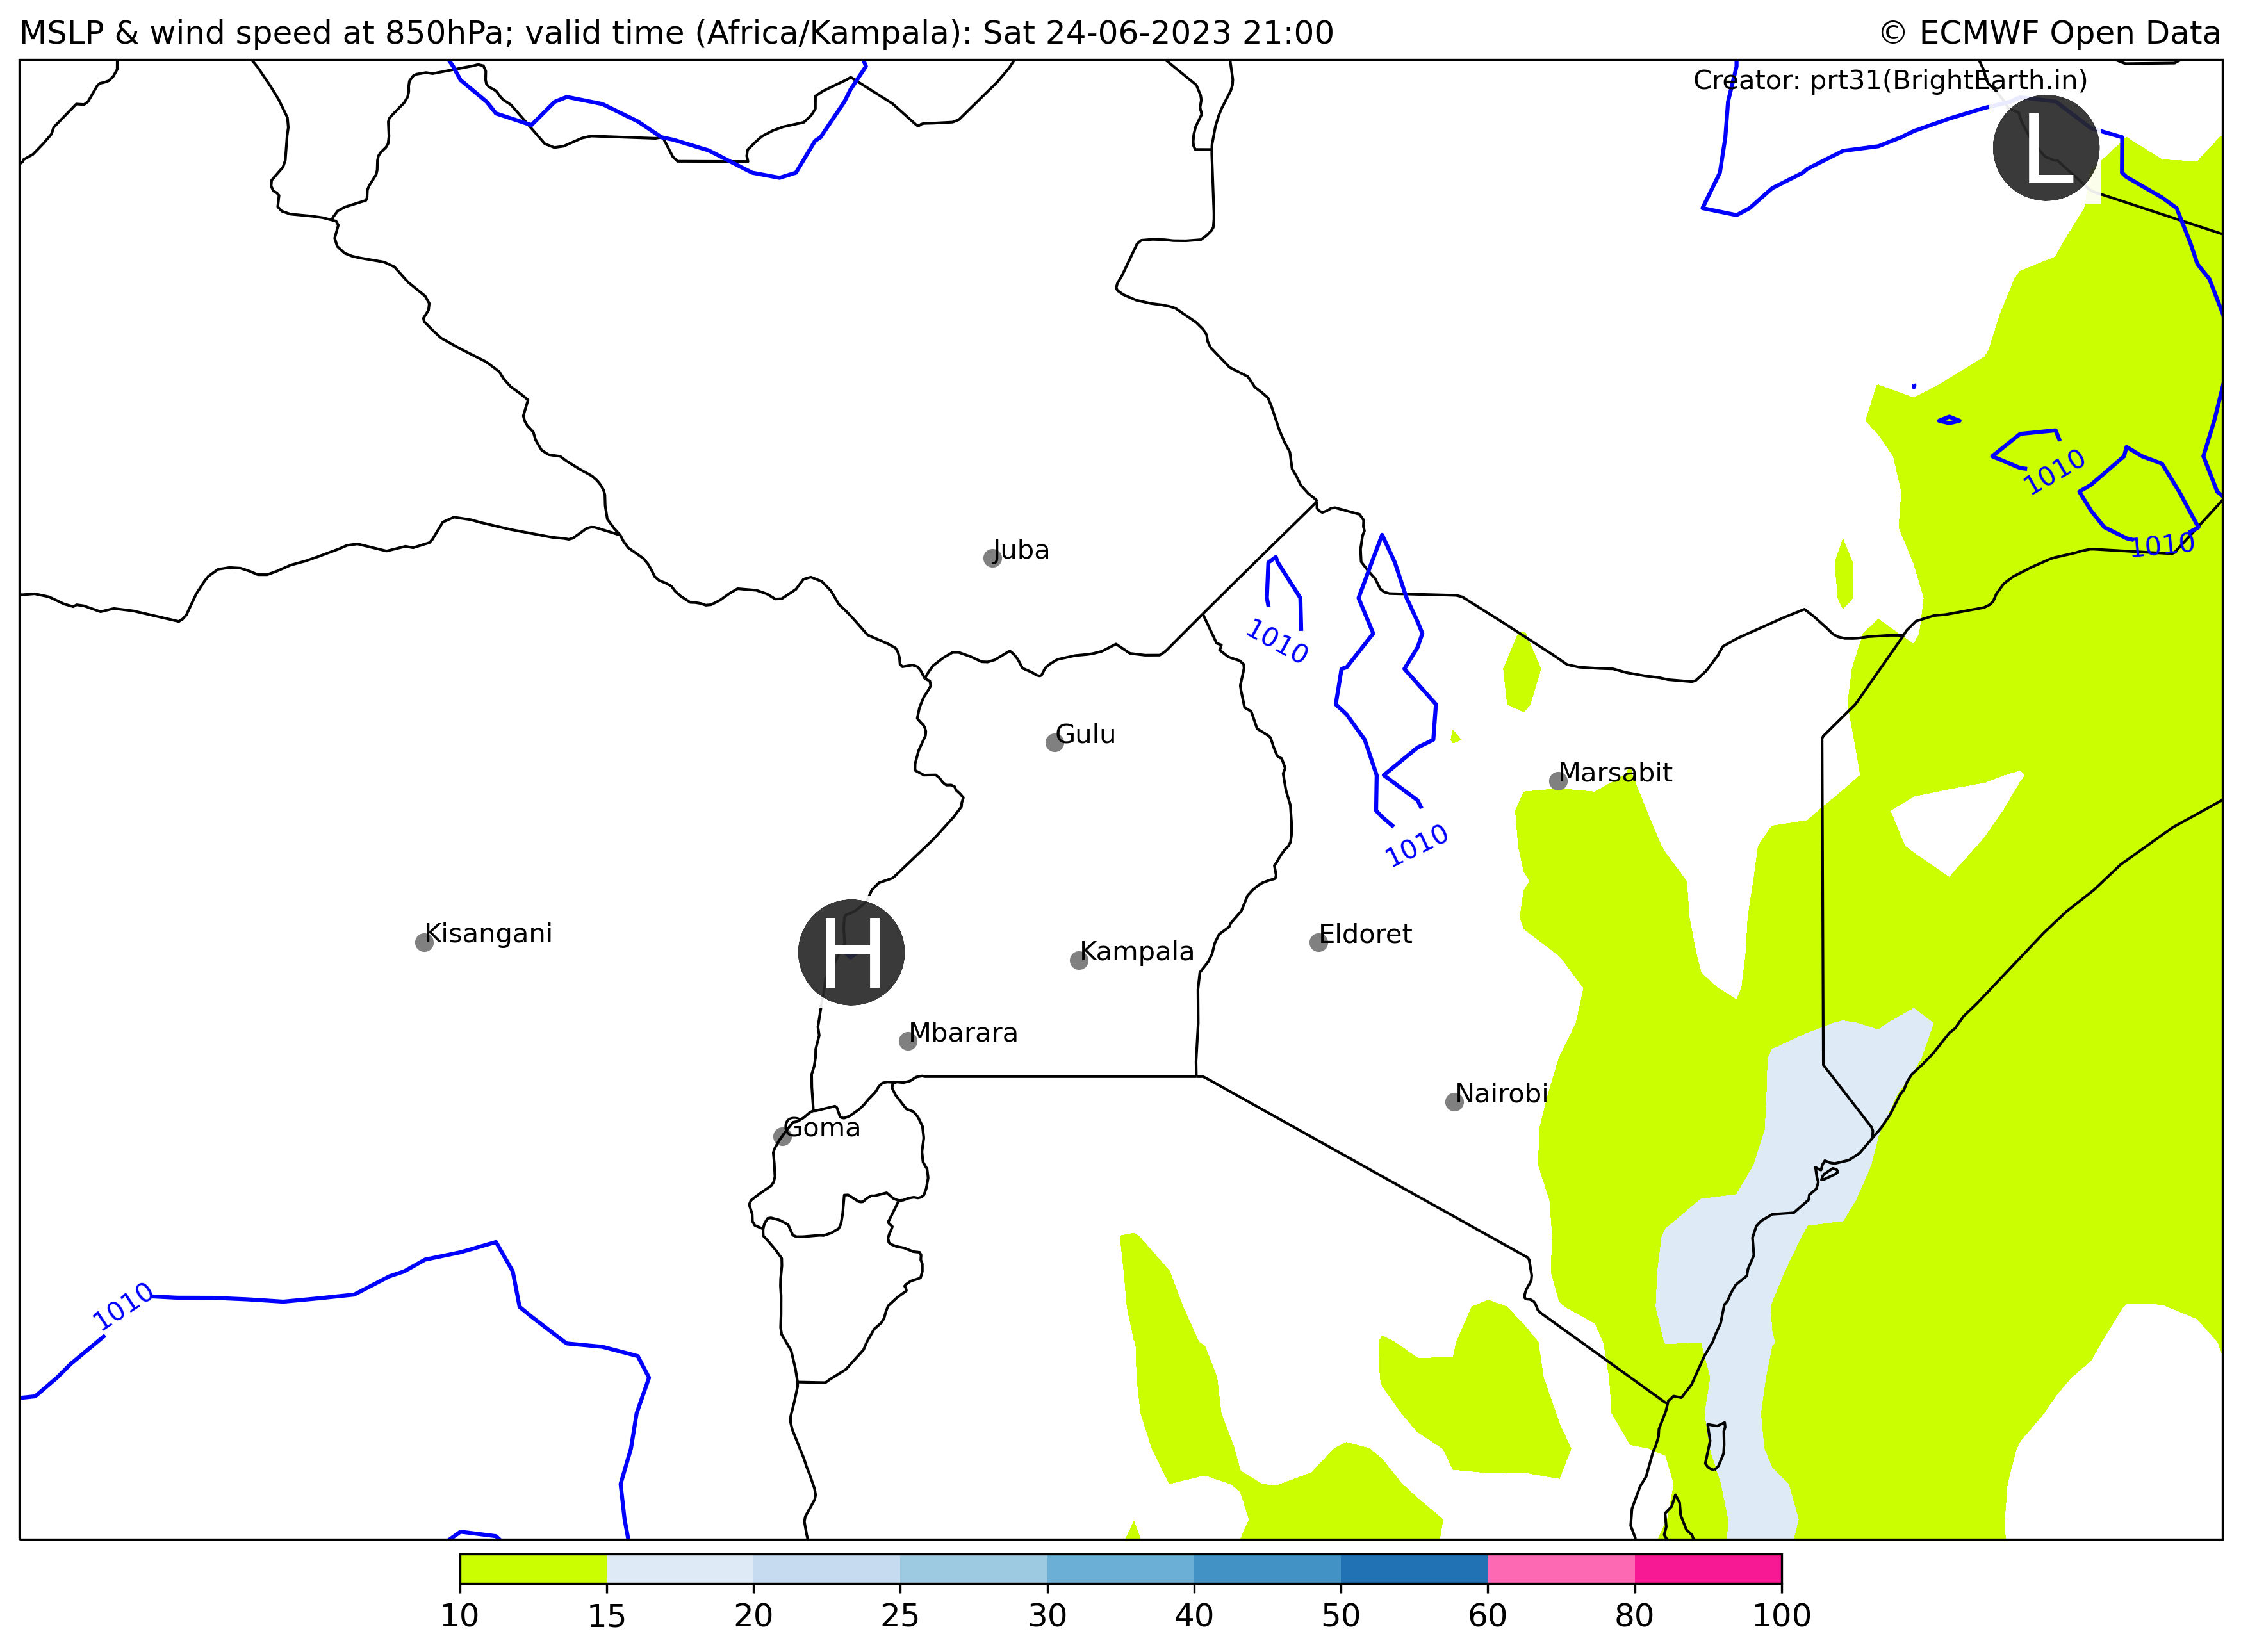 MSLP & wind speed at 850hPa; valid time (Africa/Kampala): Sat 24-06-2023 21:00
© ECMWF Open Data
Creator: prt31(BrightEarth.in)
L
1010
1010
Juba
1010
Gulu
Marsabit
1010
Kisangani
H
Kampala
Eldoret
Mbarara
Nairobi
Goma
1010
10 15 20 25 30 40 50 60 80 100